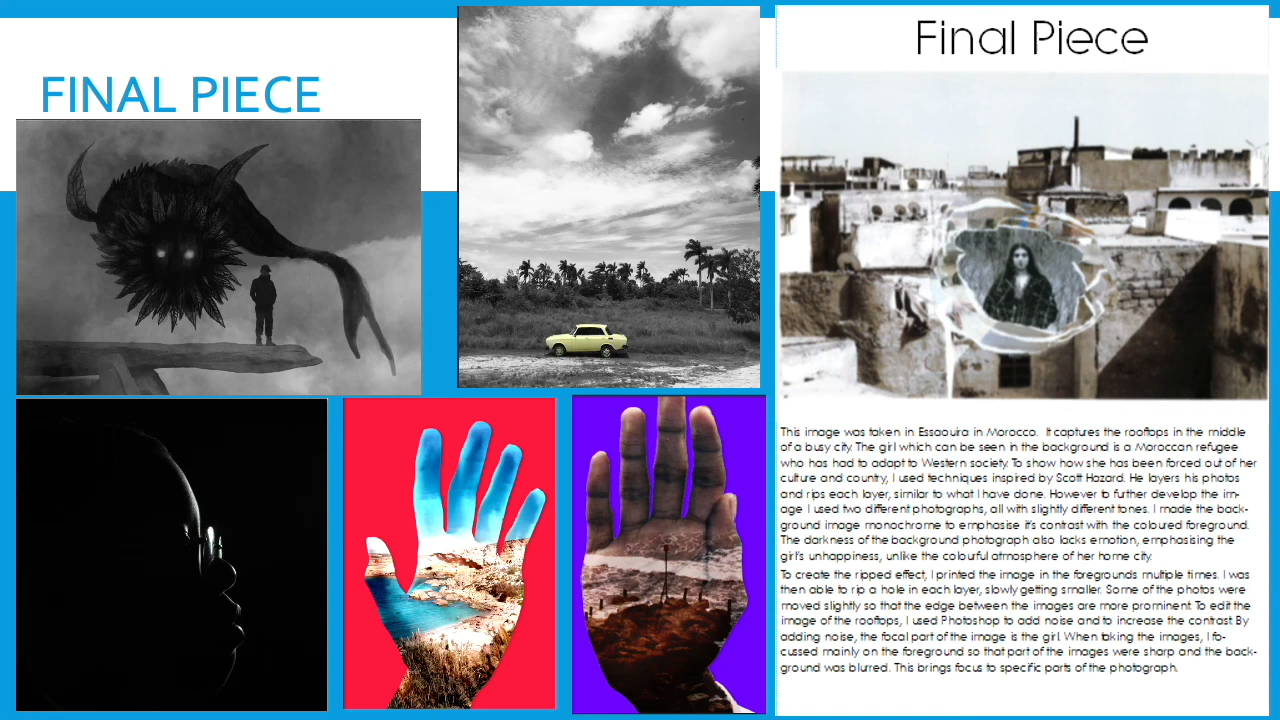 FINAL PIECE
Final Piece
This image was taken in Essaouira in Morocco.  It captures the rooftops in the middle
of a busy city. The girl which can be seen in the background is a Moroccan refugee
who has had to adapt to Western society. To show how she has been forced out of her
culture and country, I used techniques inspired by Scott Hazard. He layers his photos
and rips each layer, similar to what I have done. However to further develop the im-
age I used two different photographs, all with slightly different tones. I made the back-
ground image monochrome to emphasise it's contrast with the coloured foreground.
The darkness of the background photograph also lacks emotion, emphasising the
girl's unhappiness, unlike the colourful atmosphere of her home city.
To create the ripped effect, I printed the image in the foregrounds multiple times. I was
then able to rip a hole in each layer, slowly getting smaller. Some of the photos were
moved slightly so that the edge between the images are more prominent. To edit the
image of the rooftops, I used Photoshop to add noise and to increase the contrast. By
adding noise, the focal part of the image is the girl. When taking the images, I fo-
cussed mainly on the foreground so that part of the images were sharp and the back-
ground was blurred. This brings focus to specific parts of the photograph.